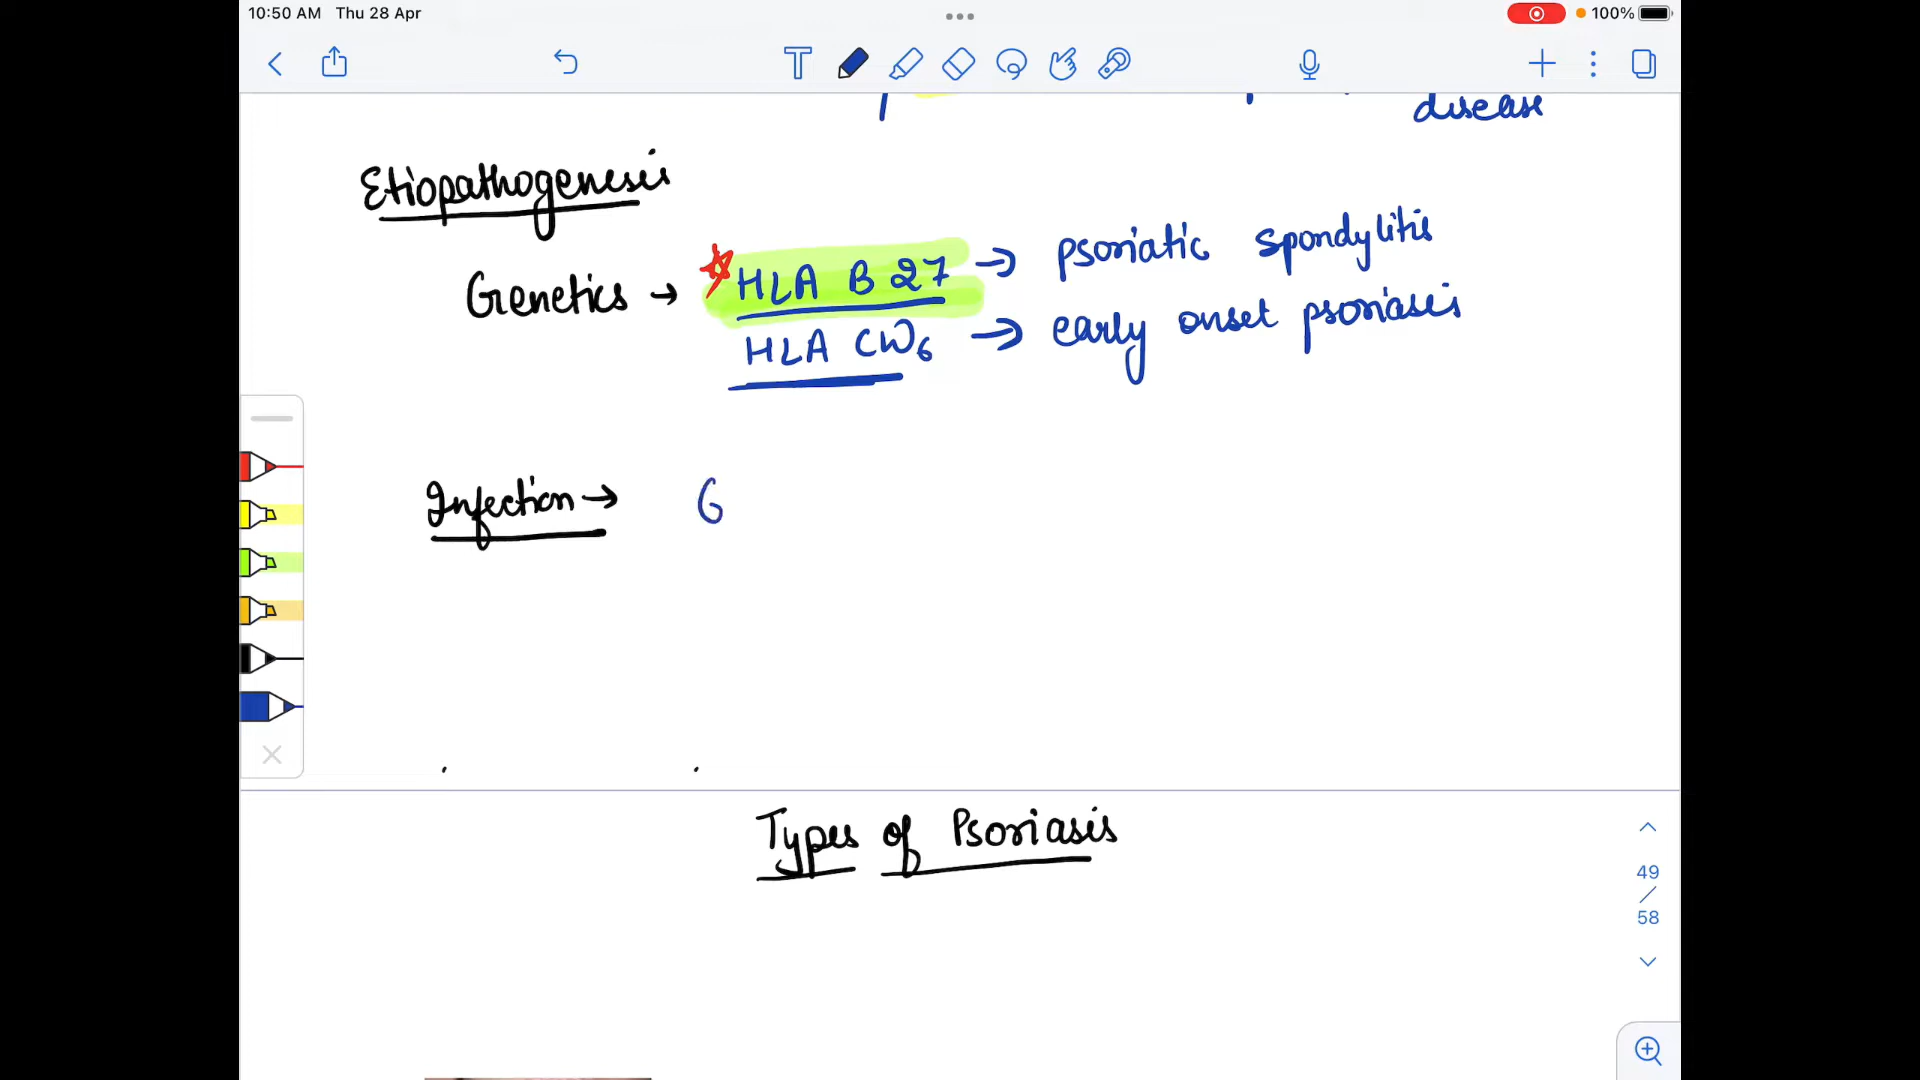 10:50 AM Thu 28 Apr 100%
disease
Etiopathogenesis
Genetics → HLA B 27 → psoriatic spondylitis
HLA CW6 → early onset psoriasis
Infection → G
Types of Psoriasis
49
58